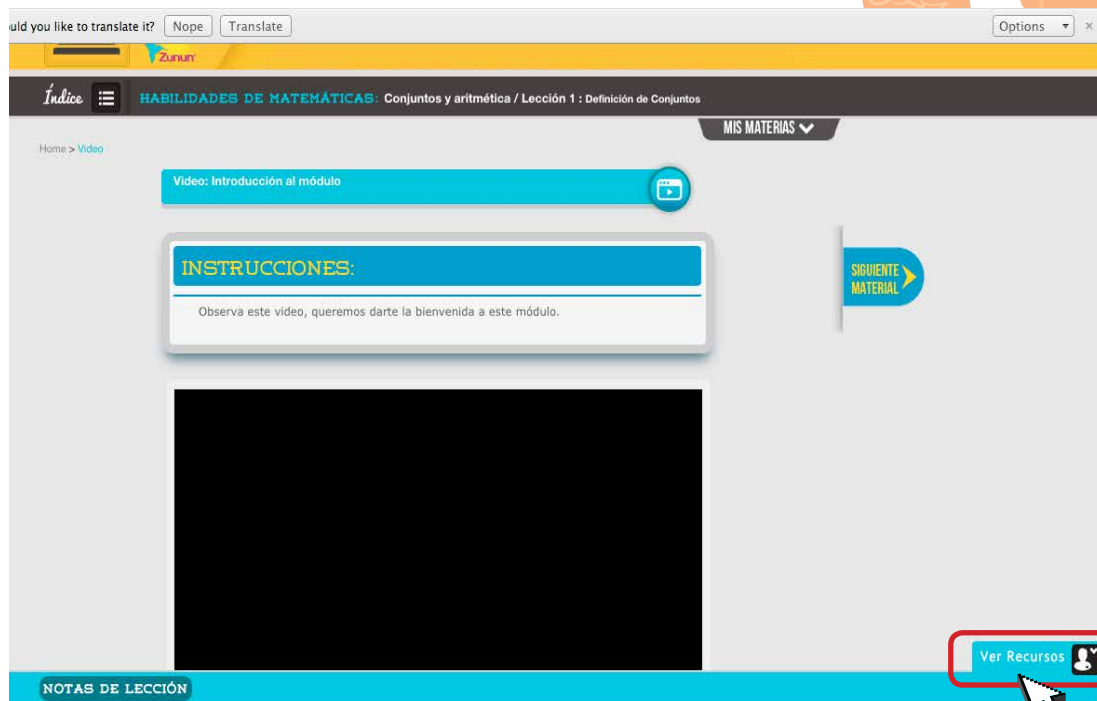 uld you like to translate it? Nope Translate Options ×
Zunun
Índice HABILIDADES DE MATEMÁTICAS: Conjuntos y aritmética / Lección 1 : Definición de Conjuntos
MIS MATERIAS
Home > Video
Video: Introducción al módulo
INSTRUCCIONES:
Observa este video, queremos darte la bienvenida a este módulo.
SIGUIENTE
MATERIAL
Ver Recursos
NOTAS DE LECCIÓN